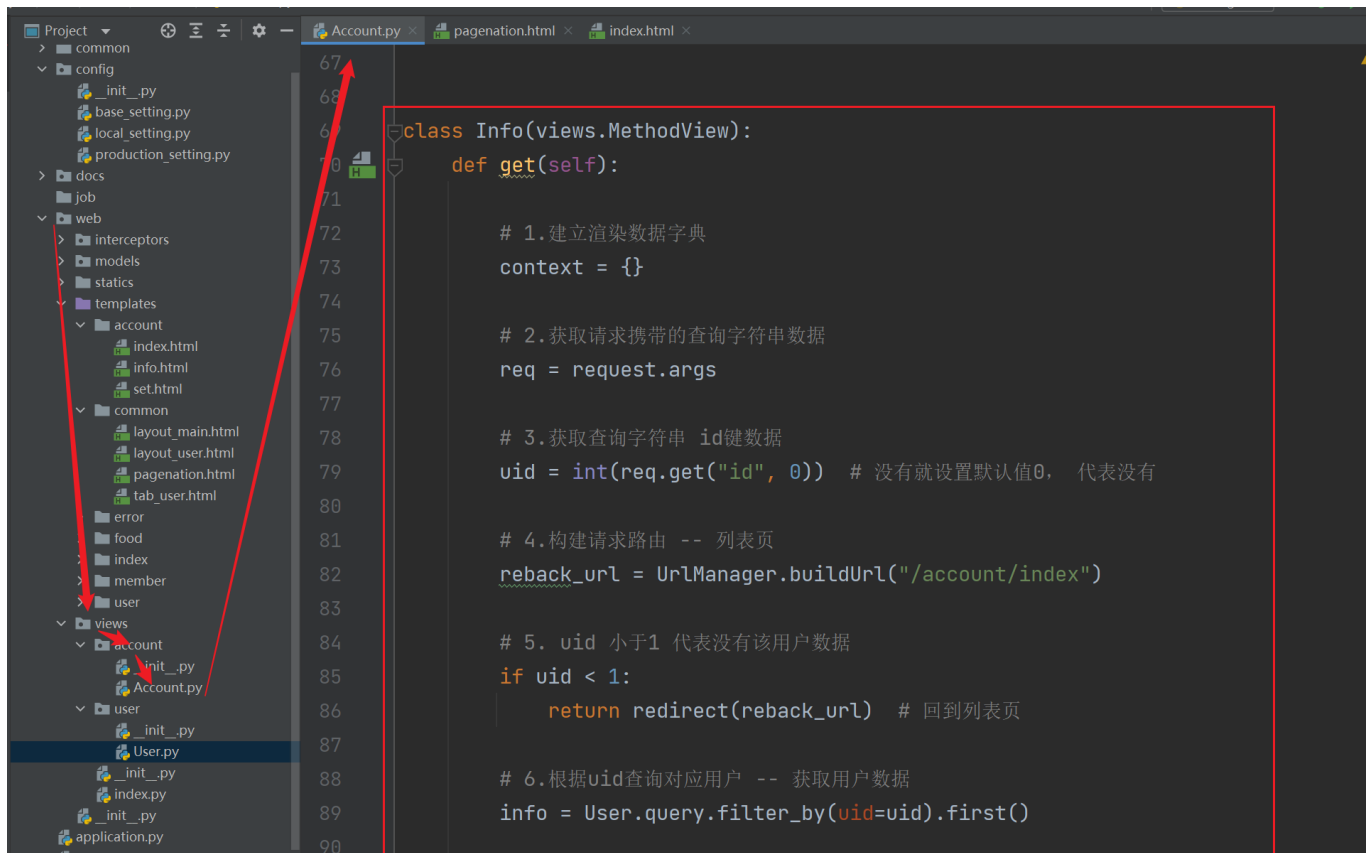 Project
Account.py
pagenation.html
index.html
common
config
__init__.py
base_setting.py
local_setting.py
production_setting.py
docs
job
web
interceptors
models
statics
templates
account
index.html
info.html
set.html
common
layout_main.html
layout_user.html
pagenation.html
tab_user.html
error
food
index
member
user
views
account
__init__.py
Account.py
user
__init__.py
User.py
__init__.py
index.py
__init__.py
application.py
67
68
69 class Info(views.MethodView):
70 def get(self):
71
72 # 1.建立渲染数据字典
73 context = {}
74
75 # 2.获取请求携带的查询字符串数据
76 req = request.args
77
78 # 3.获取查询字符串 id键数据
79 uid = int(req.get("id", 0)) # 没有就设置默认值0， 代表没有
80
81 # 4.构建请求路由 -- 列表页
82 reback_url = UrlManager.buildUrl("/account/index")
83
84 # 5. uid 小于1 代表没有该用户数据
85 if uid < 1:
86 return redirect(reback_url) # 回到列表页
87
88 # 6.根据uid查询对应用户 -- 获取用户数据
89 info = User.query.filter_by(uid=uid).first()
90